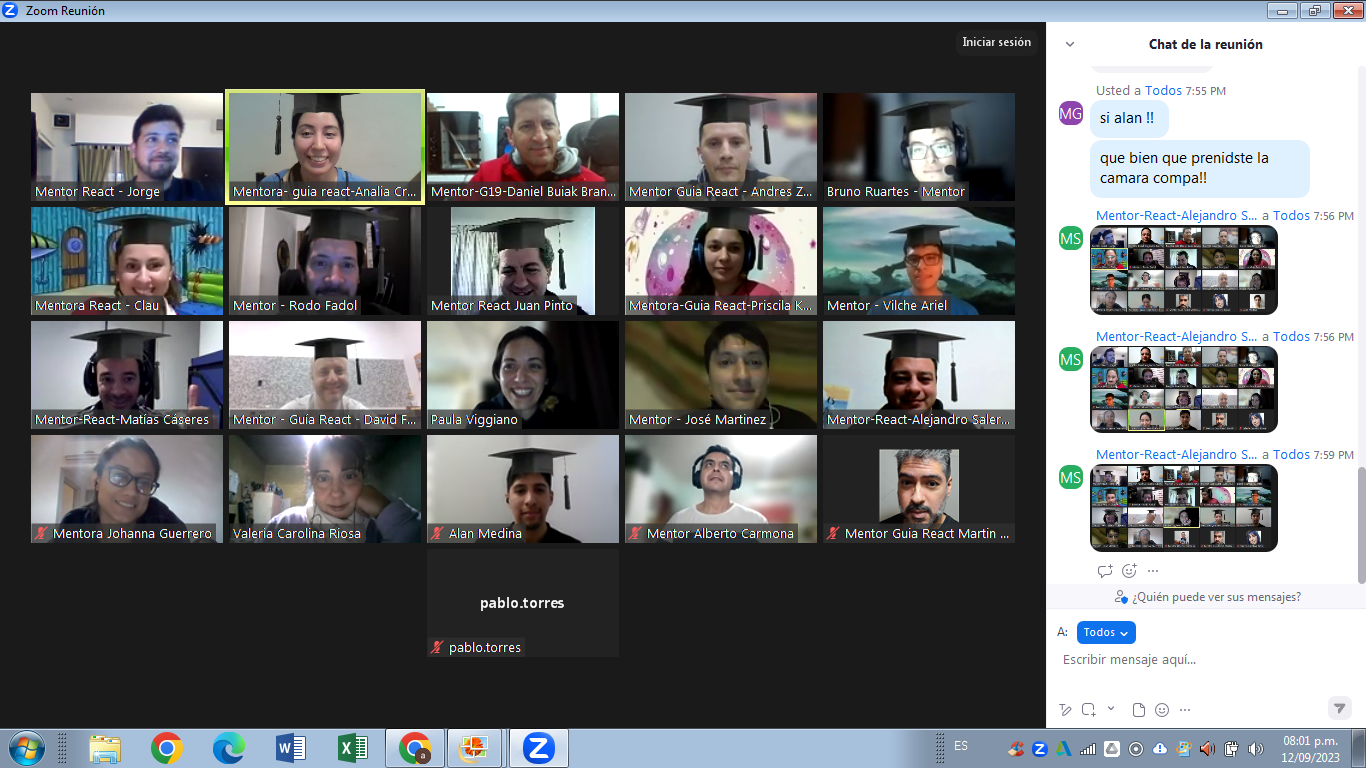 Zoom Reunión
Iniciar sesión
Mentor React - Jorge
Mentora- guia react-Analia Cr...
Mentor-G19-Daniel Buiak Bran...
Mentor Guia React - Andres Z...
Bruno Ruartes - Mentor
Mentora React - Clau
Mentor - Rodo Fadol
Mentor React Juan Pinto
Mentora-Guia React-Priscila K...
Mentor - Vilche Ariel
Mentor-React-Matías Cáseres
Mentor - Guia React - David F...
Paula Viggiano
Mentor - José Martinez
Mentor-React-Alejandro Saler...
Mentora Johanna Guerrero
Valeria Carolina Riosa
Alan Medina
Mentor Alberto Carmona
Mentor Guia React Martin ...
pablo.torres
pablo.torres
Chat de la reunión
Usted a Todos 7:55 PM
MG
si alan !!
que bien que prenidste la
camara compa!!
Mentor-React-Alejandro S... a Todos 7:56 PM
MS
Mentor-React-Alejandro S... a Todos 7:56 PM
MS
Mentor-React-Alejandro S... a Todos 7:59 PM
MS
¿Quién puede ver sus mensajes?
A: Todos
Escribir mensaje aquí...
ES
08:01 p.m.
12/09/2023